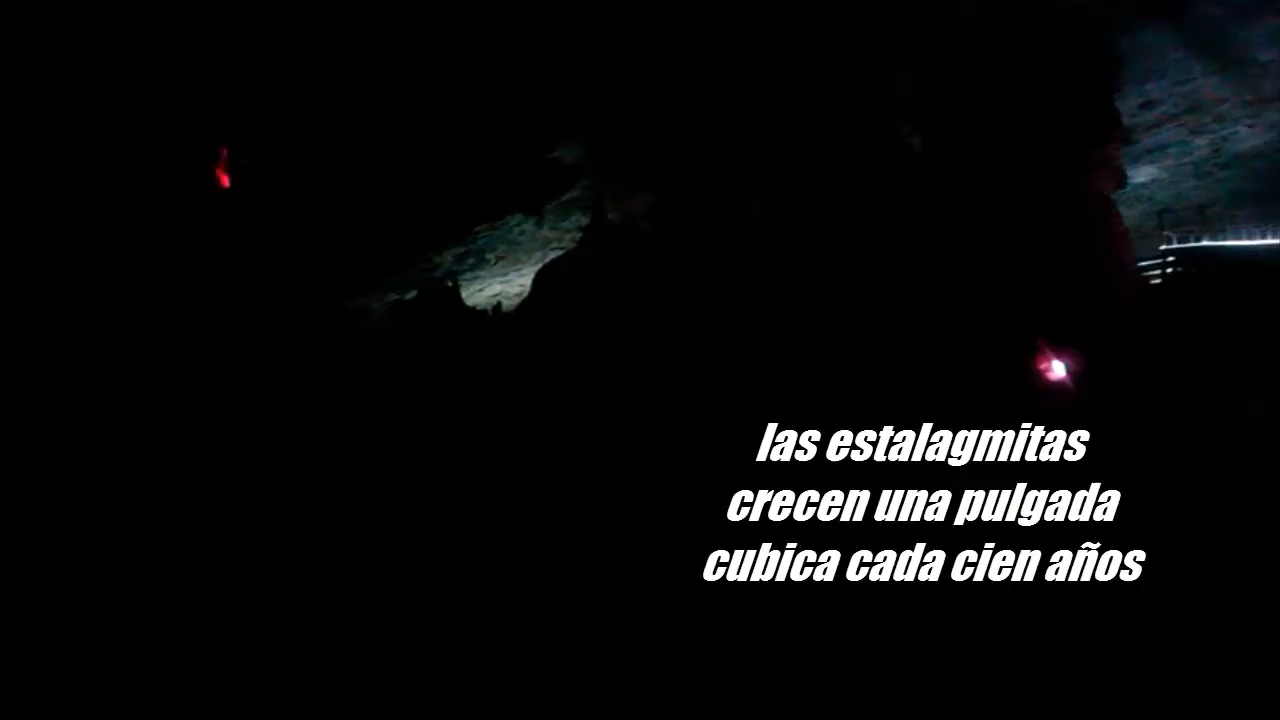 las estalagmitas
crecen una pulgada
cubica cada cien años